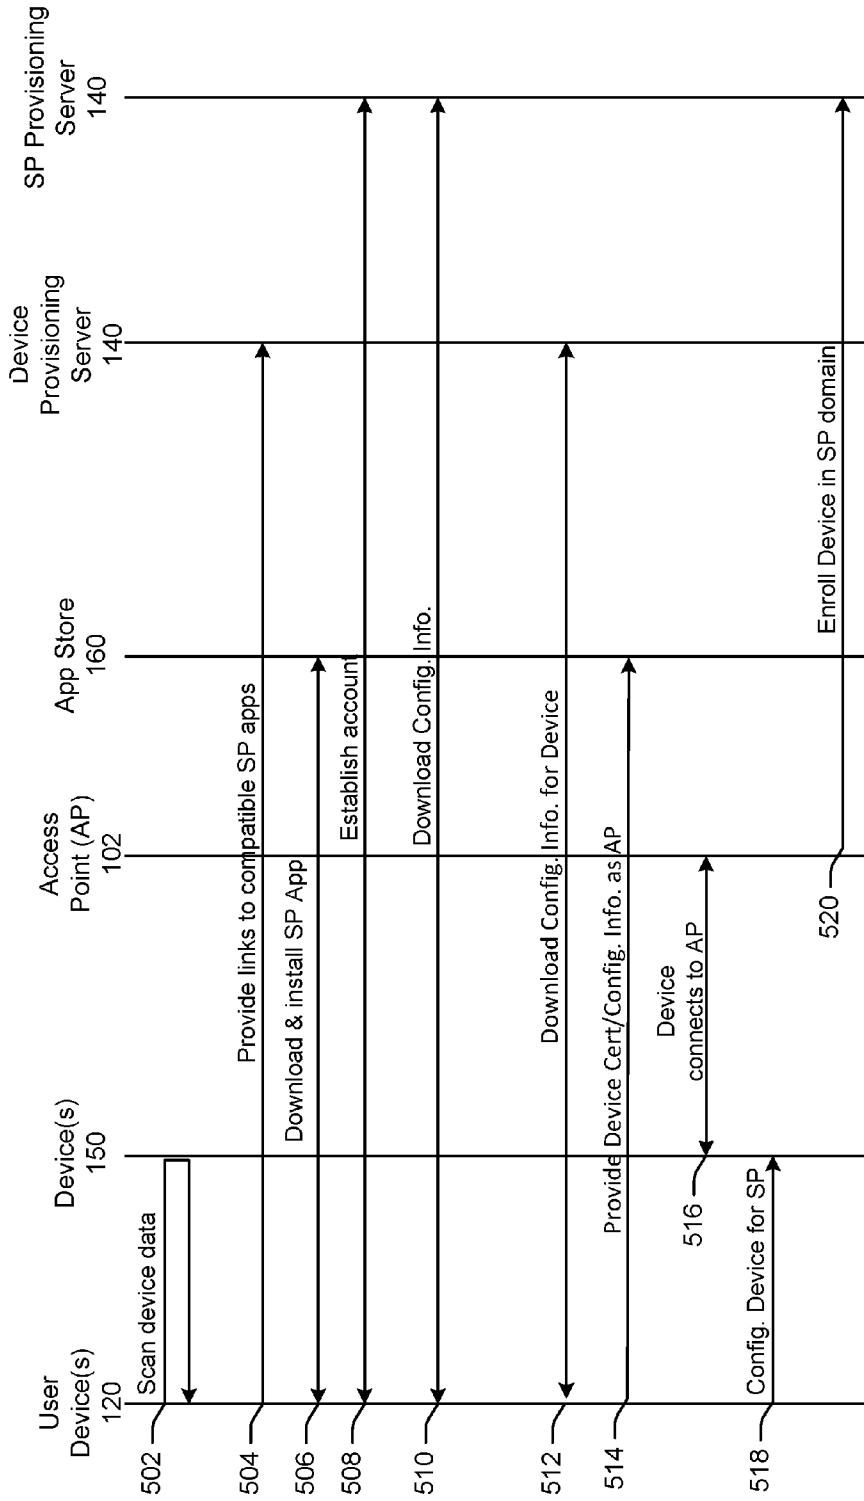 User
Device(s)
120
Device(s)
150
Access
Point (AP)
102
App Store
160
Device
Provisioning
Server
140
SP Provisioning
Server
140
502
Scan device data
504
Provide links to compatible SP apps
506
Download & install SP App
508
Establish account
510
Download Config. Info.
512
Download Config. Info. for Device
514
Provide Device Cert/Config. Info. as AP
516
Device
connects to AP
518
Config. Device for SP
520
Enroll Device in SP domain